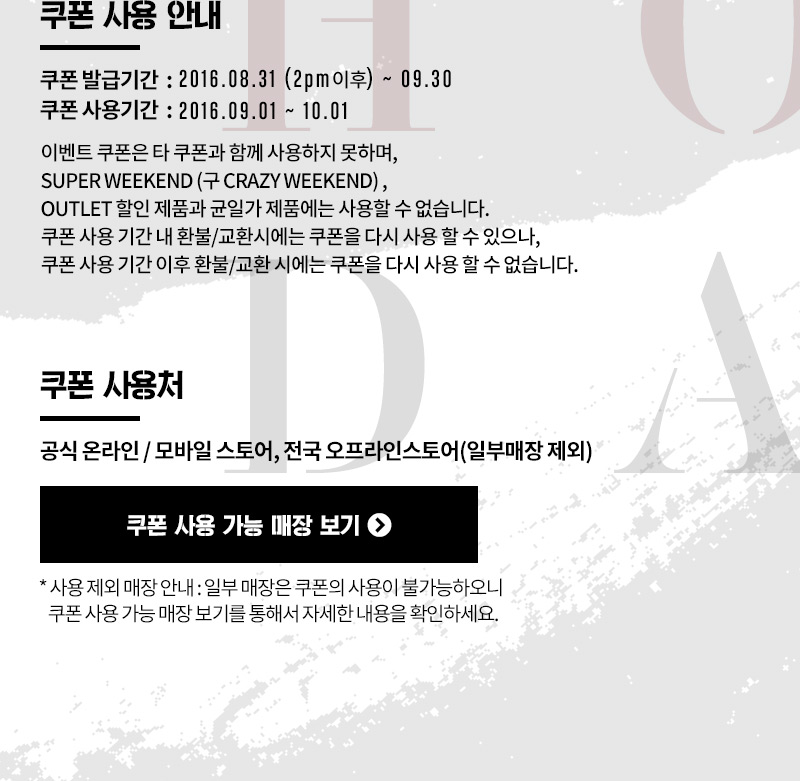 쿠폰 사용 안내
쿠폰 발급기간 : 2016.08.31 (2pm이후) ~ 09.30
쿠폰 사용기간 : 2016.09.01 ~ 10.01
이벤트 쿠폰은 타 쿠폰과 함께 사용하지 못하며,
SUPER WEEKEND (구 CRAZY WEEKEND) ,
OUTLET 할인 제품과 균일가 제품에는 사용할 수 없습니다.
쿠폰 사용 기간 내 환불/교환시에는 쿠폰을 다시 사용 할 수 있으나,
쿠폰 사용 기간 이후 환불/교환 시에는 쿠폰을 다시 사용 할 수 없습니다.
쿠폰 사용처
공식 온라인 / 모바일 스토어, 전국 오프라인스토어(일부매장 제외)
쿠폰 사용 가능 매장 보기
* 사용 제외 매장 안내 : 일부 매장은 쿠폰의 사용이 불가능하오니
쿠폰 사용 가능 매장 보기를 통해서 자세한 내용을 확인하세요.